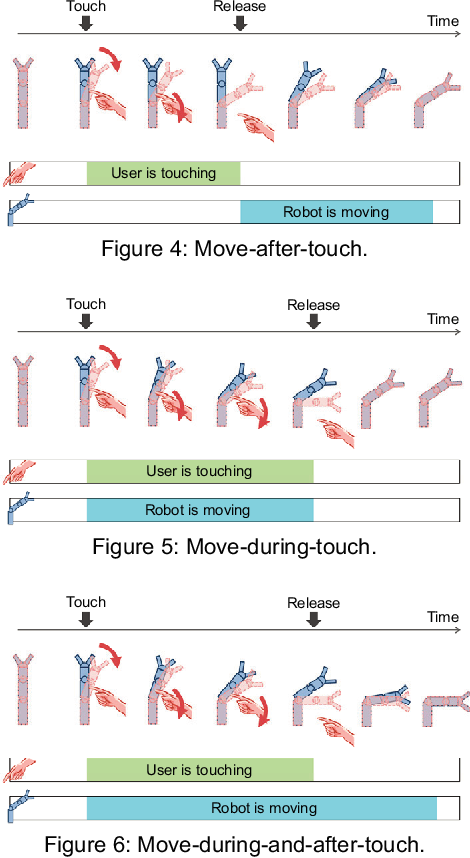 Touch Release Time
User is touching
Robot is moving
Figure 4: Move-after-touch.
Touch Release Time
User is touching
Robot is moving
Figure 5: Move-during-touch.
Touch Release Time
User is touching
Robot is moving
Figure 6: Move-during-and-after-touch.